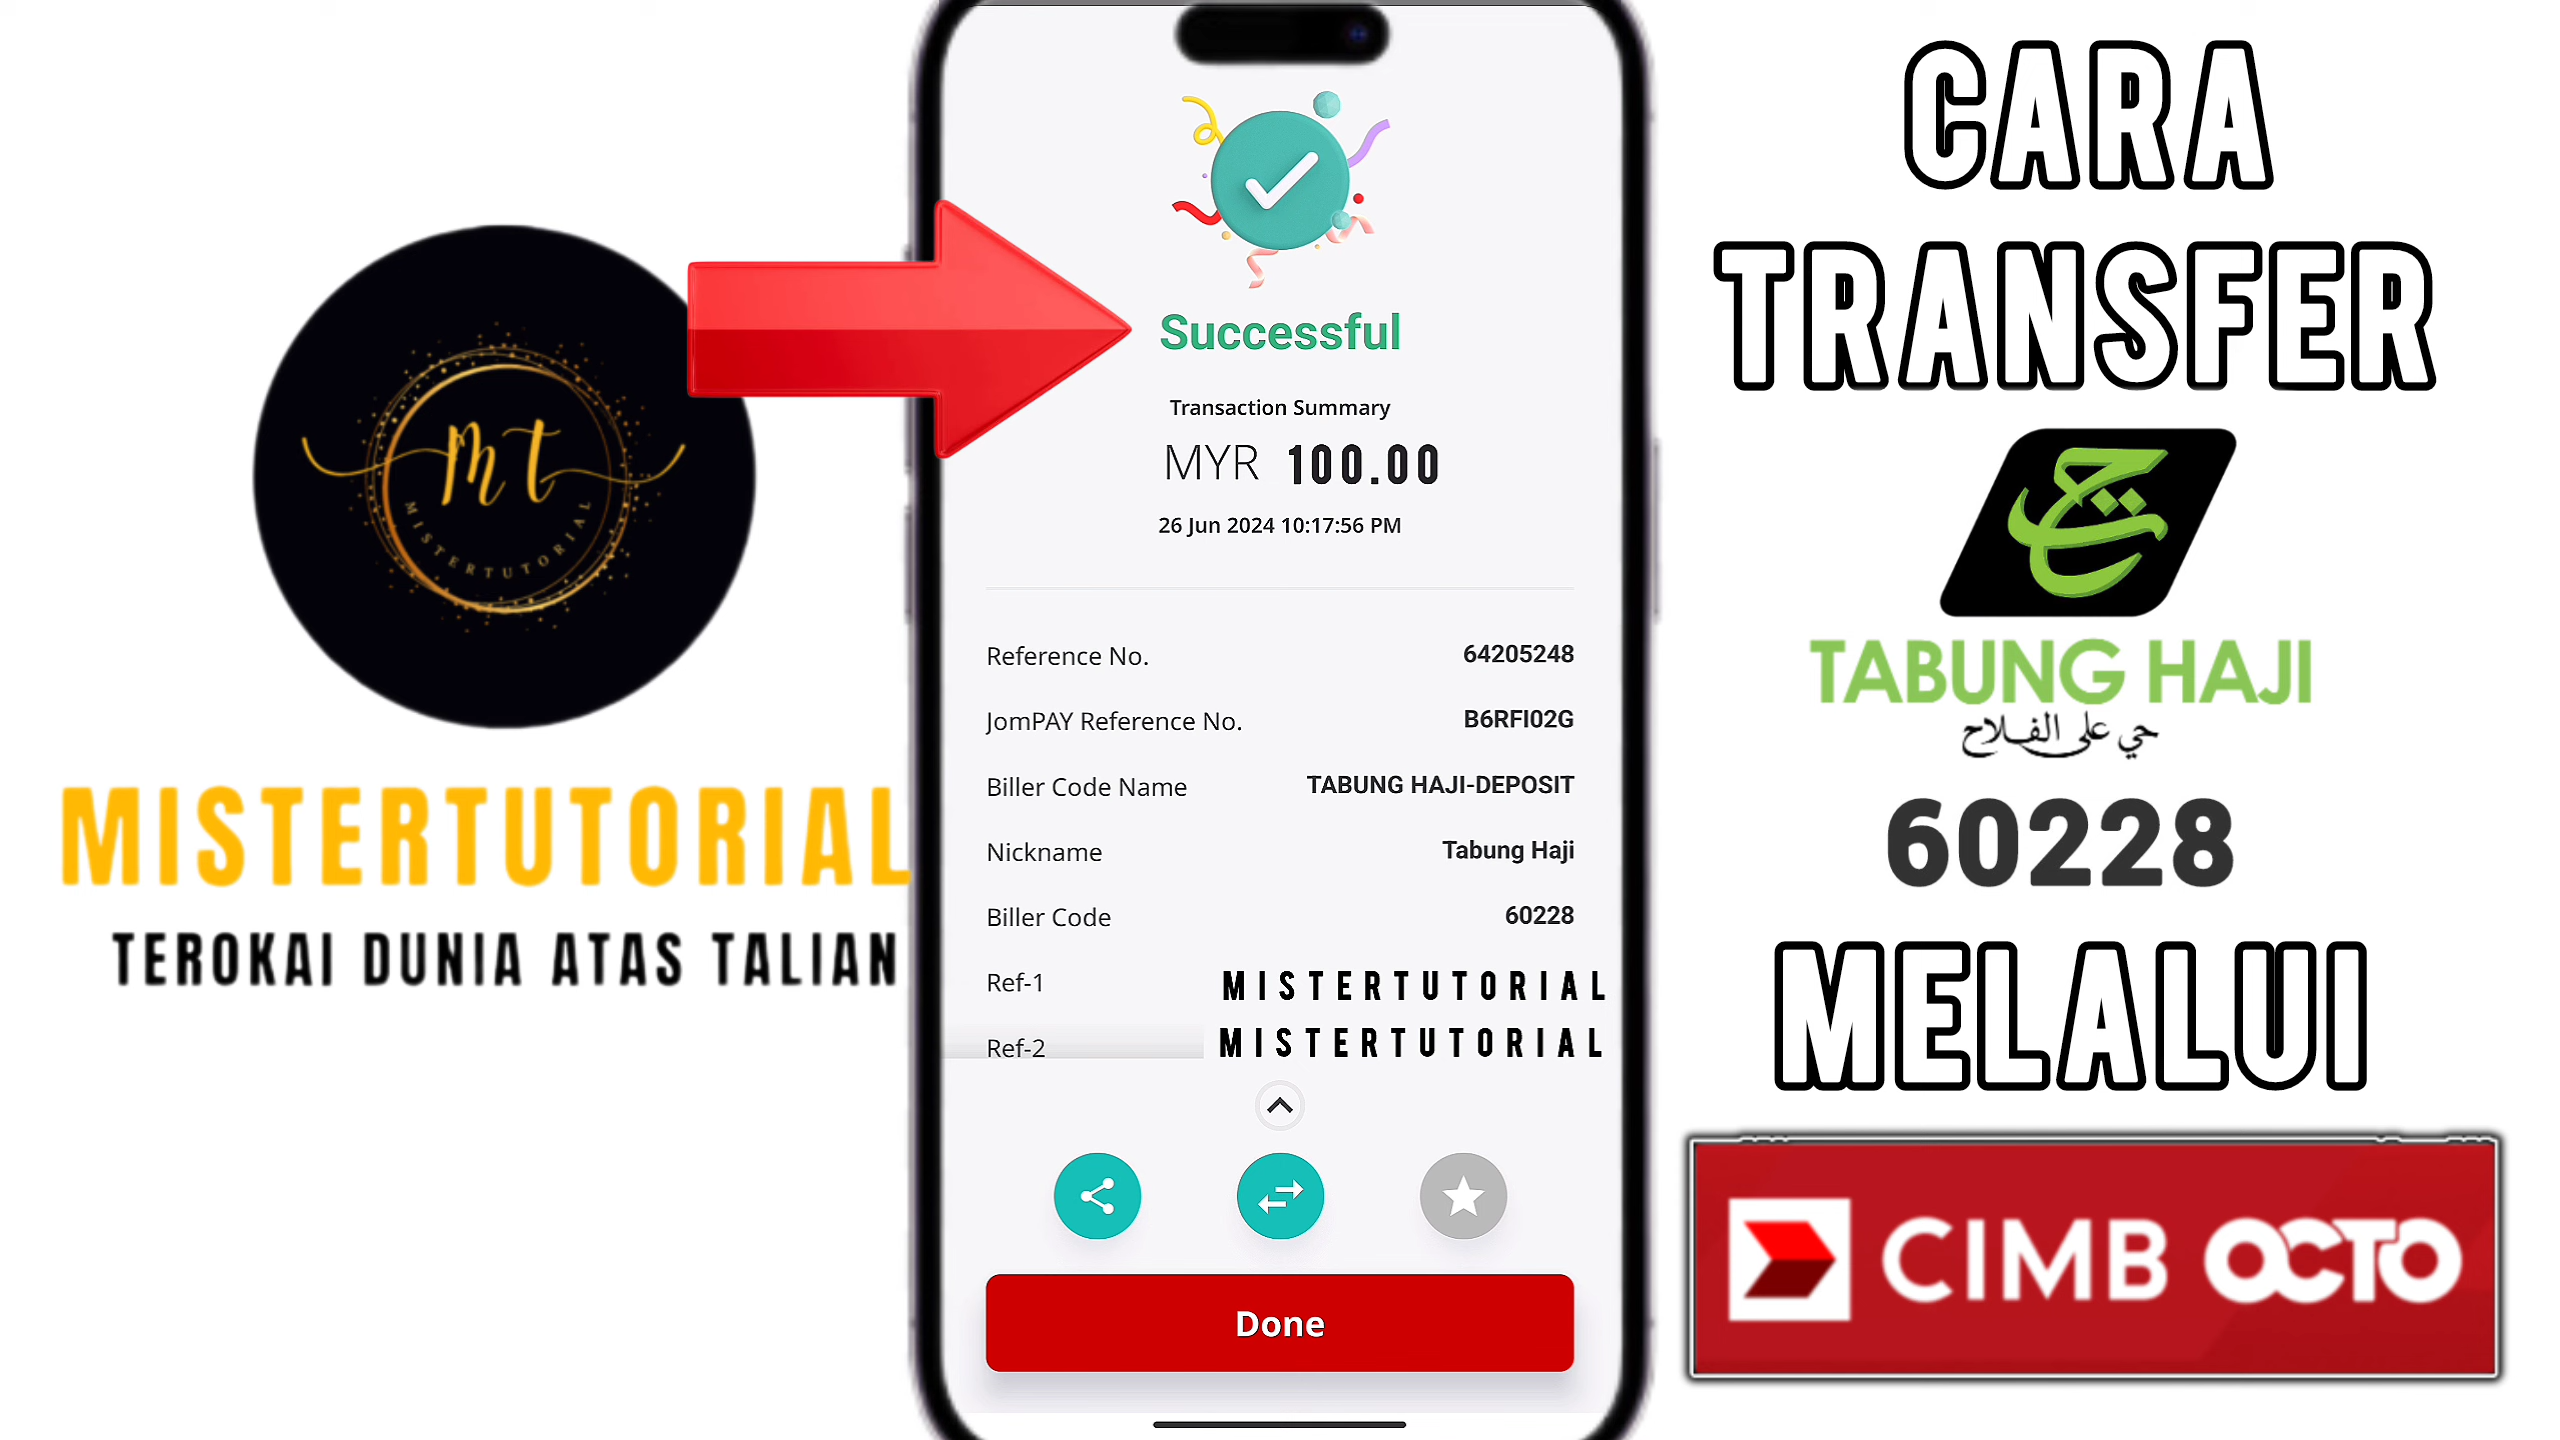 mt
MISTERTUTORIAL
MISTERTUTORIAL
TEROKAI DUNIA ATAS TALIAN
Successful
Transaction Summary
MYR 100.00
26 Jun 2024 10:17:56 PM
Reference No. 64205248
JomPAY Reference No. B6RFI02G
Biller Code Name TABUNG HAJI-DEPOSIT
Nickname Tabung Haji
Biller Code 60228
Ref-1 MISTERTUTORIAL
Ref-2 MISTERTUTORIAL
Done
CARA
TRANSFER
TABUNG HAJI
حي على الفلاح
60228
MELALUI
CIMB OCTO